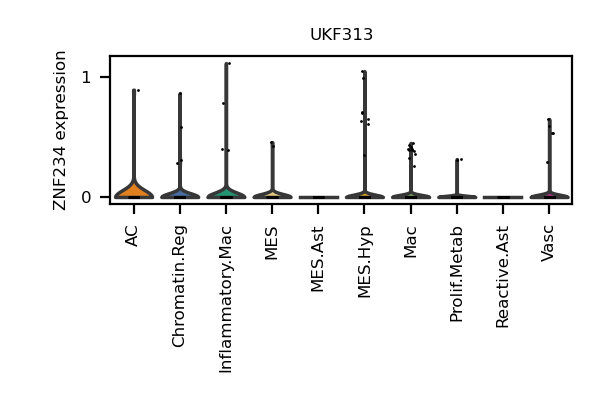 UKF313
ZNF234 expression
1
0
AC
Chromatin.Reg
Inflammatory.Mac
MES
MES.Ast
MES.Hyp
Mac
Prolif.Metab
Reactive.Ast
Vasc